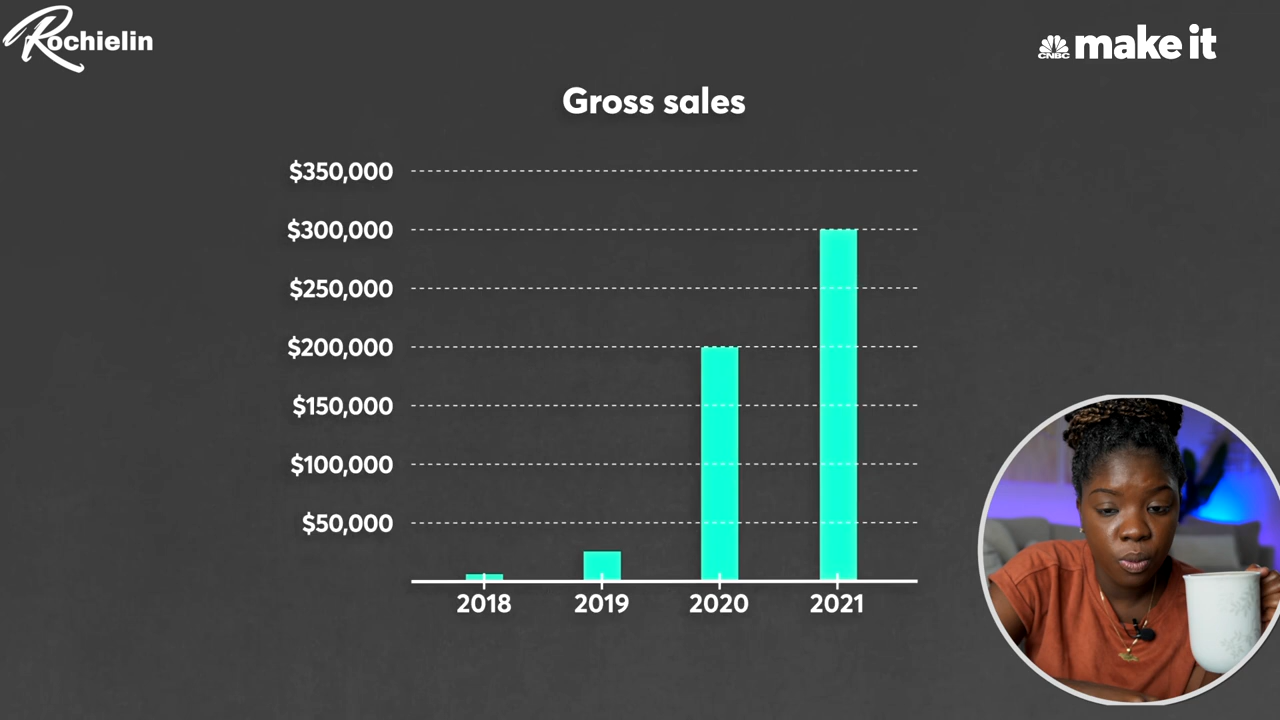 Rochielin
CNBC make it
Gross sales
$350,000
$300,000
$250,000
$200,000
$150,000
$100,000
$50,000
2018 2019 2020 2021